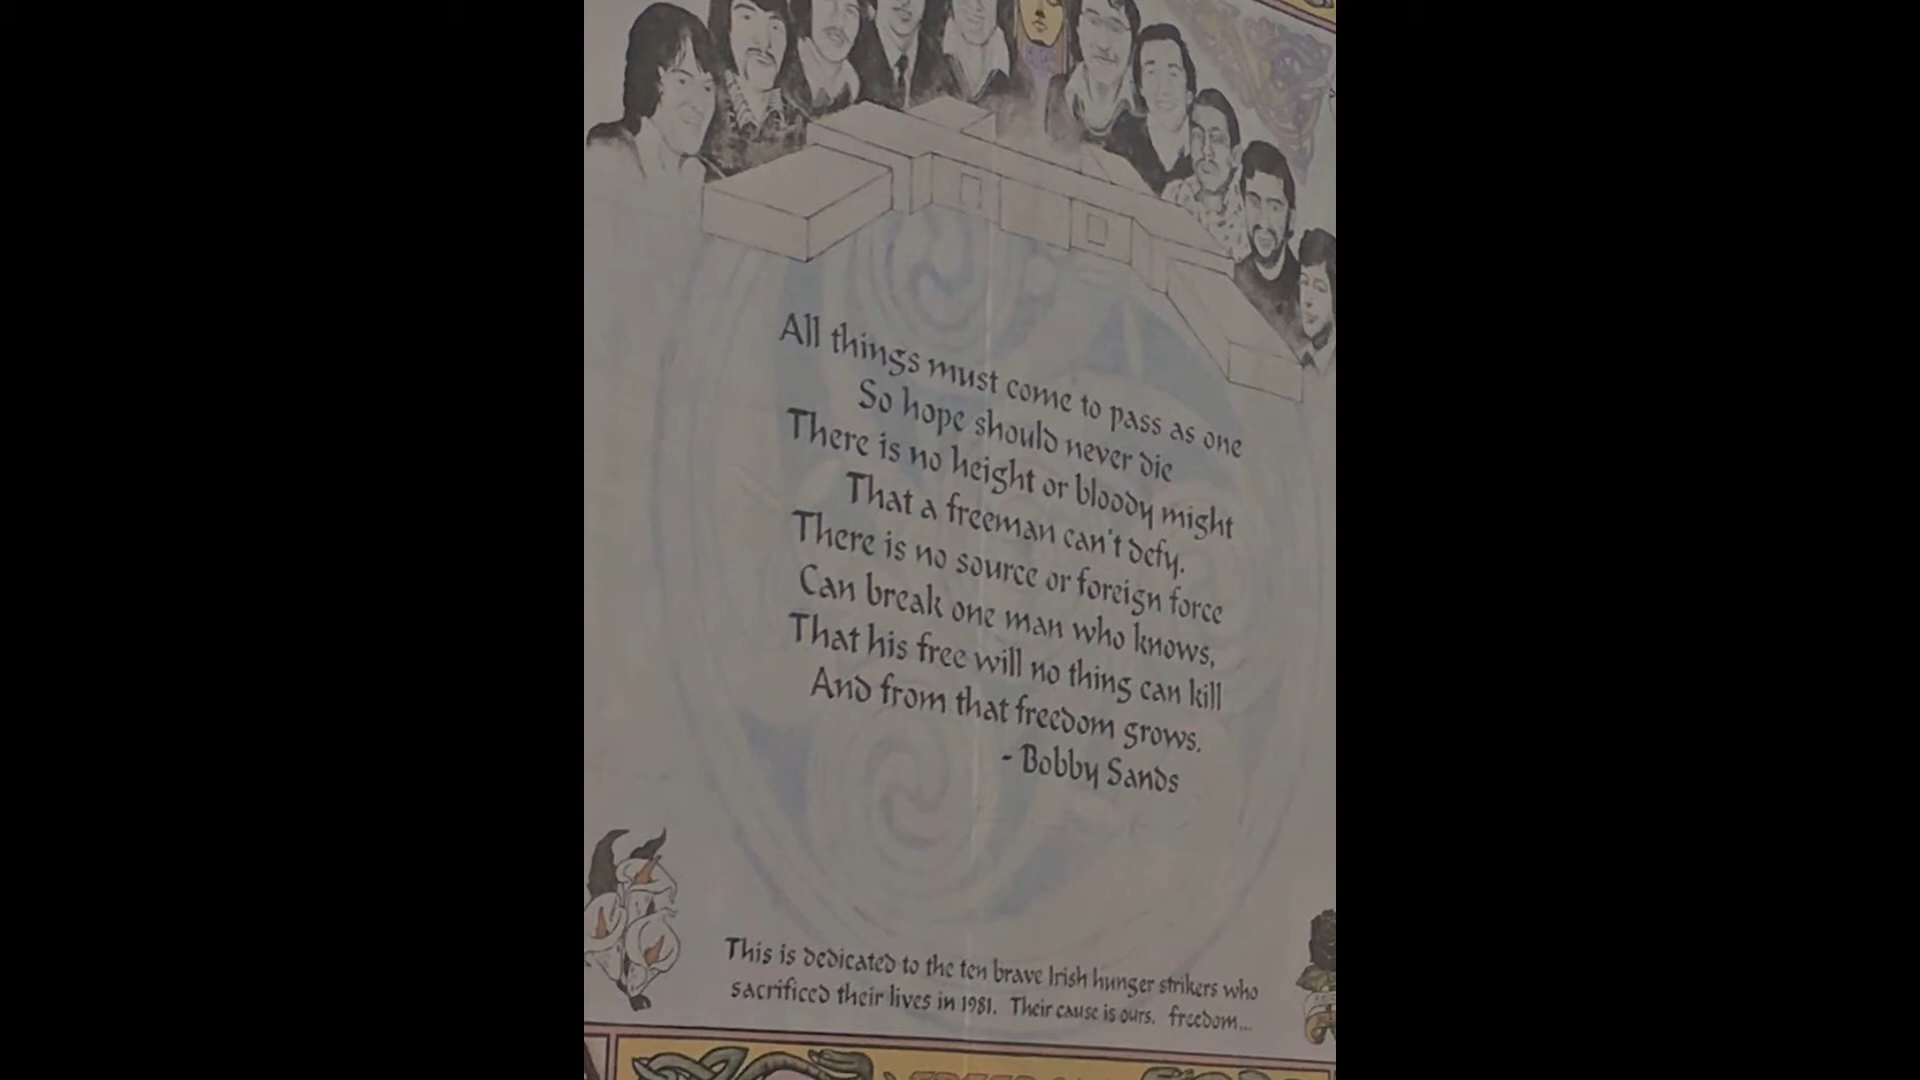 All things must come to pass as one
So hope should never die
There is no height or bloody might
That a freeman can't defy.
There is no source or foreign force
Can break one man who knows,
That his free will no thing can kill
And from that freedom grows.
- Bobby Sands
This is dedicated to the ten brave Irish hunger strikers who
sacrificed their lives in 1981. Their cause is ours. freedom...